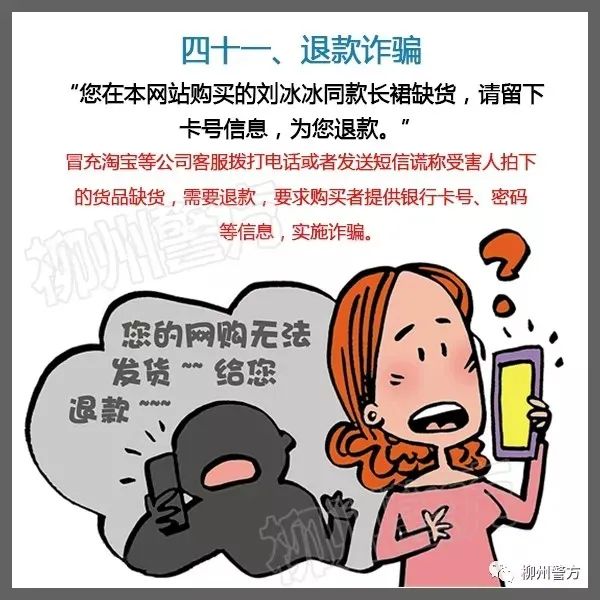 四十一、退款诈骗
“您在本网站购买的刘冰冰同款长裙缺货，请留下
卡号信息，为您退款。”
冒充淘宝等公司客服拨打电话或者发送短信谎称受害人拍下
的货品缺货，需要退款，要求购买者提供银行卡号、密码
等信息，实施诈骗。
柳州警方
?
您的网购无法
发货~~给您
退款~~~
柳州警方
柳州警方